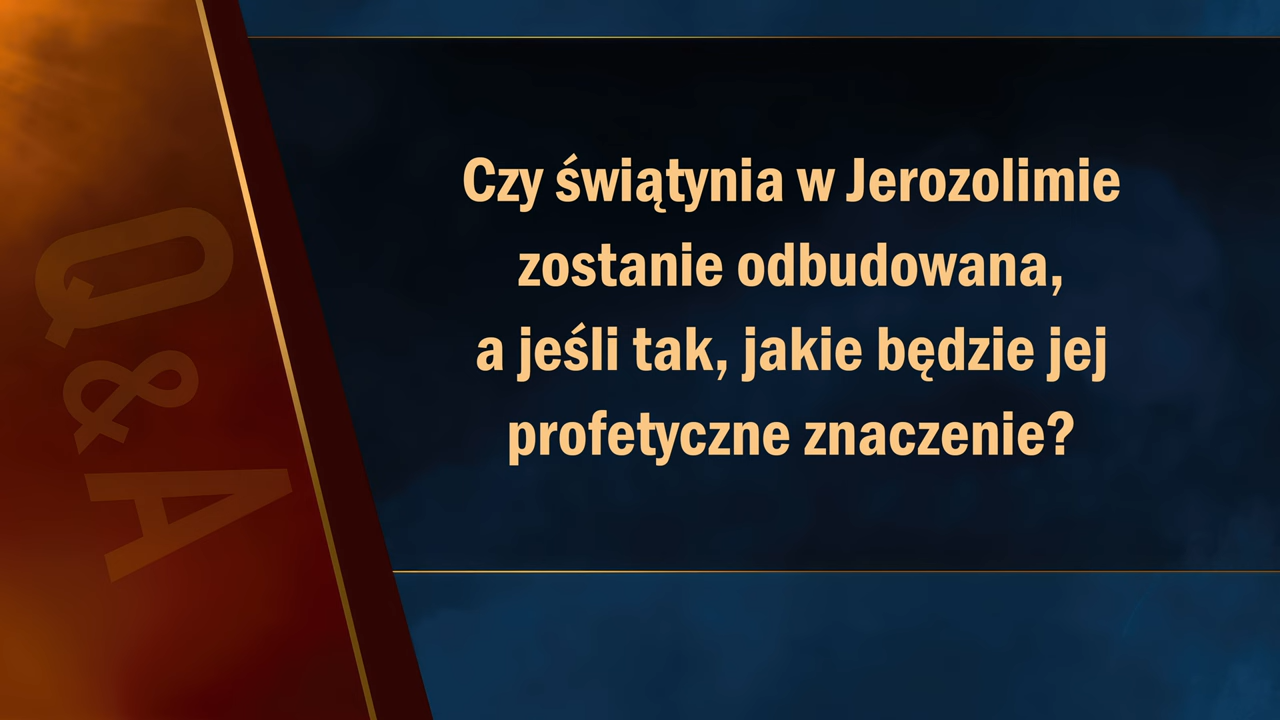 Czy świątynia w Jerozolimie
zostanie odbudowana,
a jeśli tak, jakie będzie jej
profetyczne znaczenie?
Q & A